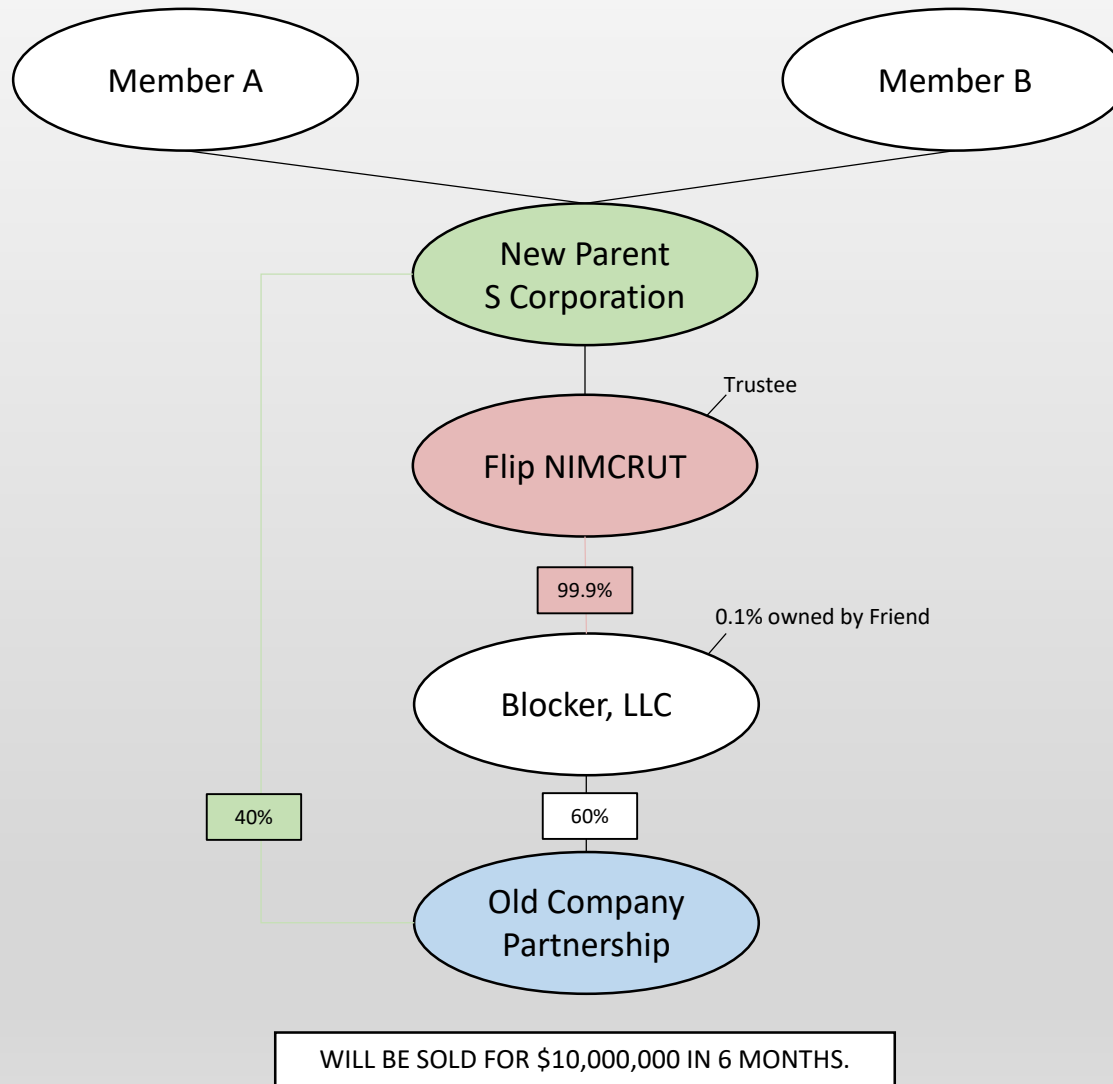 Member A
Member B
New Parent
S Corporation
Trustee
Flip NIMCRUT
99.9%
0.1% owned by Friend
Blocker, LLC
40%
60%
Old Company
Partnership
WILL BE SOLD FOR $10,000,000 IN 6 MONTHS.